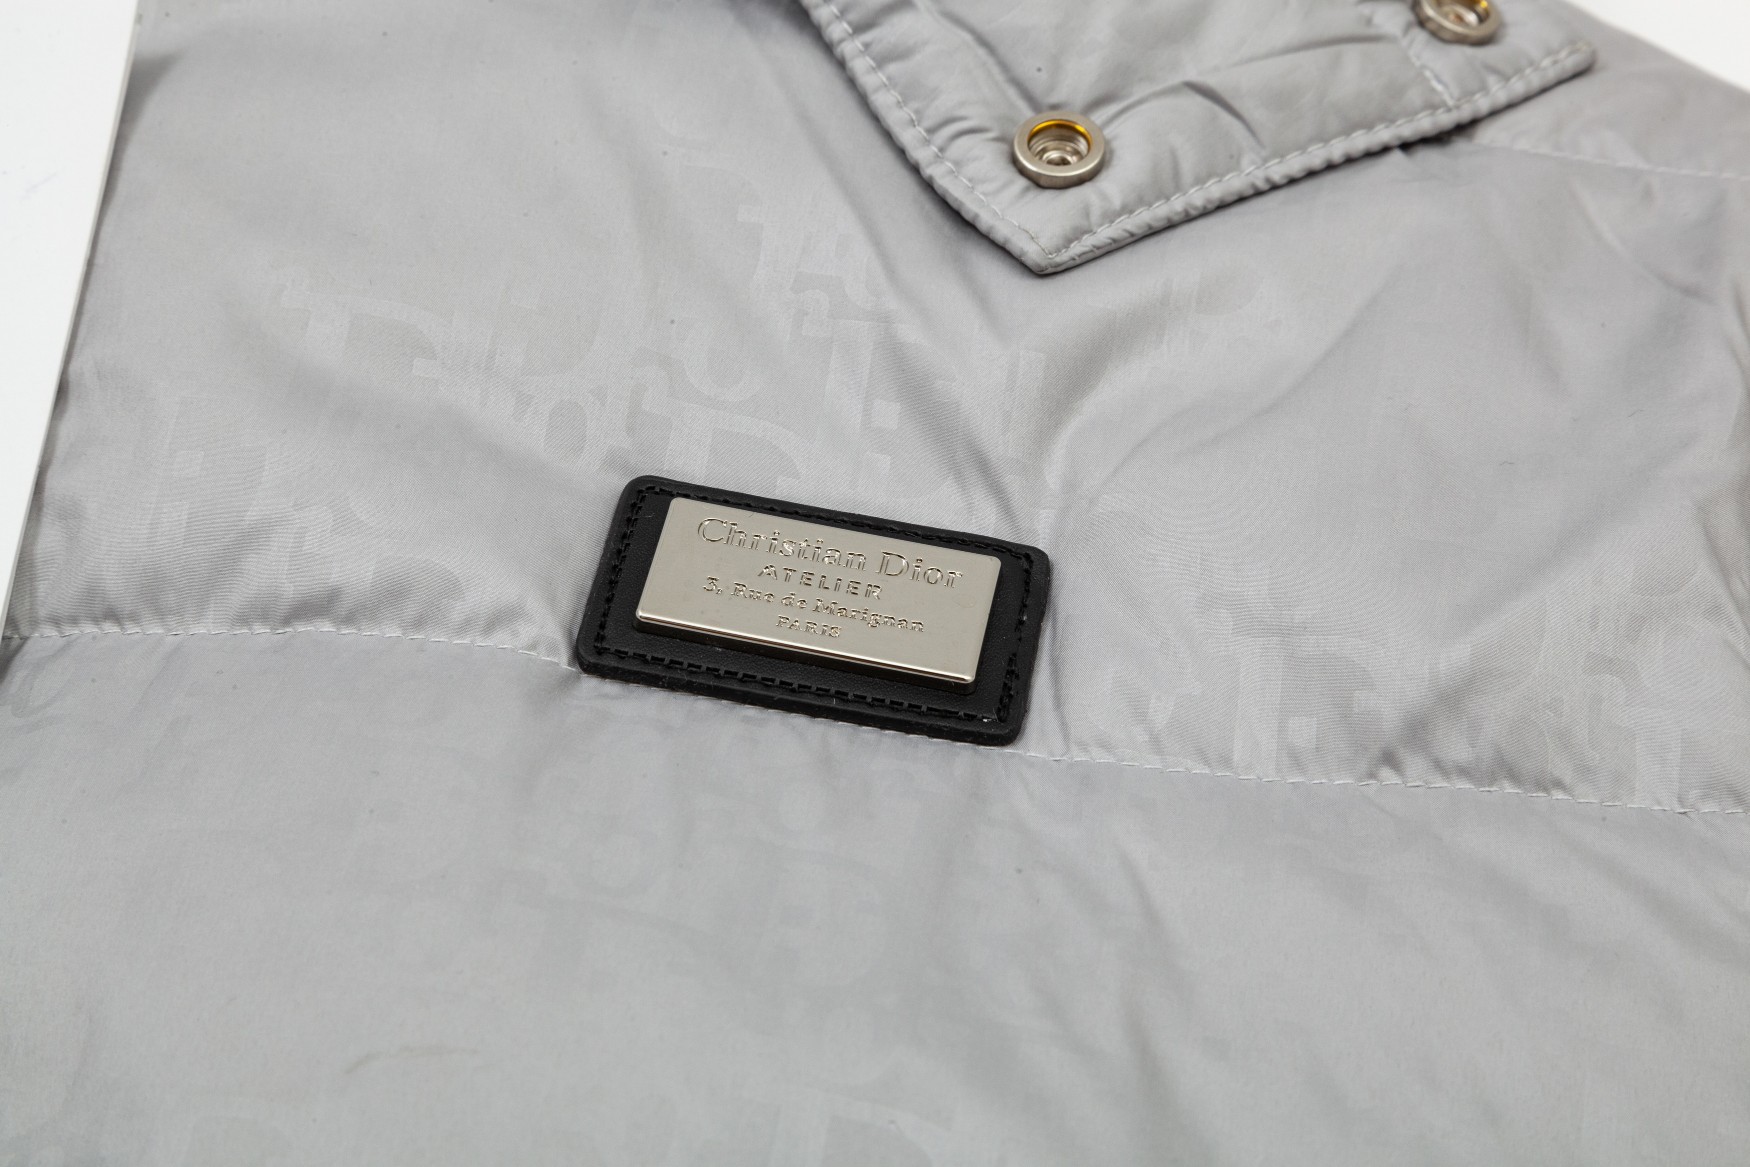 Christian Dior
ATELIER
3, Rue de Marignan
PARIS